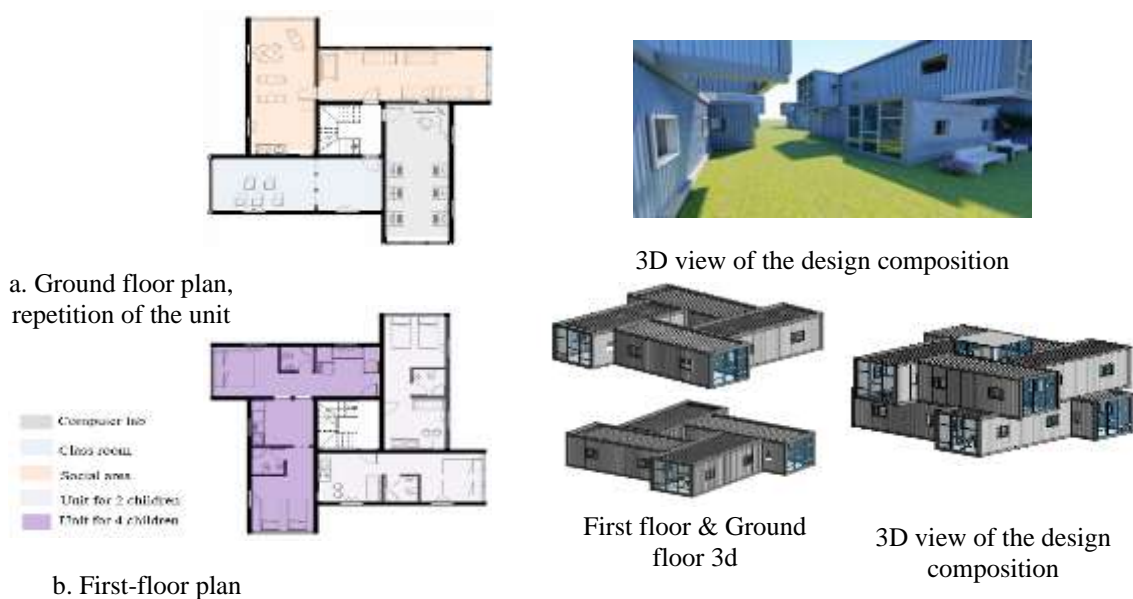 3D view of the design composition
a. Ground floor plan,
repetition of the unit
Computer lab
Class room
Social area
Unit for 2 children
Unit for 4 children
b. First-floor plan
First floor & Ground
floor 3d
3D view of the design
composition